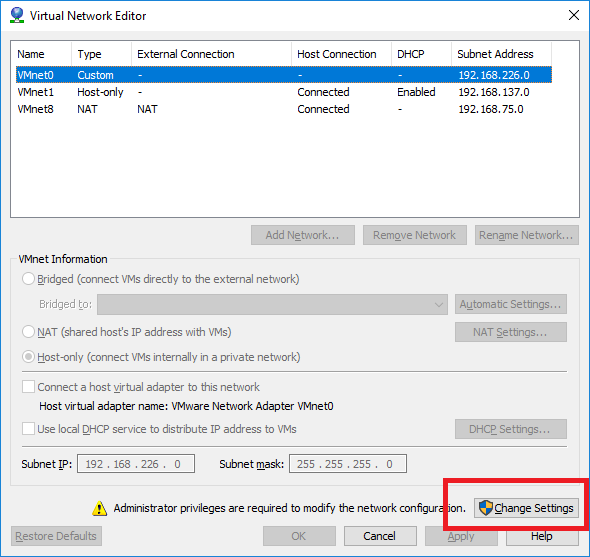 Virtual Network Editor
Name Type External Connection Host Connection DHCP Subnet Address
VMnet0 Custom - - - 192.168.226.0
VMnet1 Host-only - Connected Enabled 192.168.137.0
VMnet8 NAT NAT Connected - 192.168.75.0
Add Network... Remove Network Rename Network...
VMnet Information
Bridged (connect VMs directly to the external network)
Bridged to: Automatic Settings...
NAT (shared host's IP address with VMs) NAT Settings...
Host-only (connect VMs internally in a private network)
Connect a host virtual adapter to this network
Host virtual adapter name: VMware Network Adapter VMnet0
Use local DHCP service to distribute IP address to VMs DHCP Settings...
Subnet IP: 192 . 168 . 226 . 0 Subnet mask: 255 . 255 . 255 . 0
Administrator privileges are required to modify the network configuration. Change Settings
Restore Defaults OK Cancel Apply Help